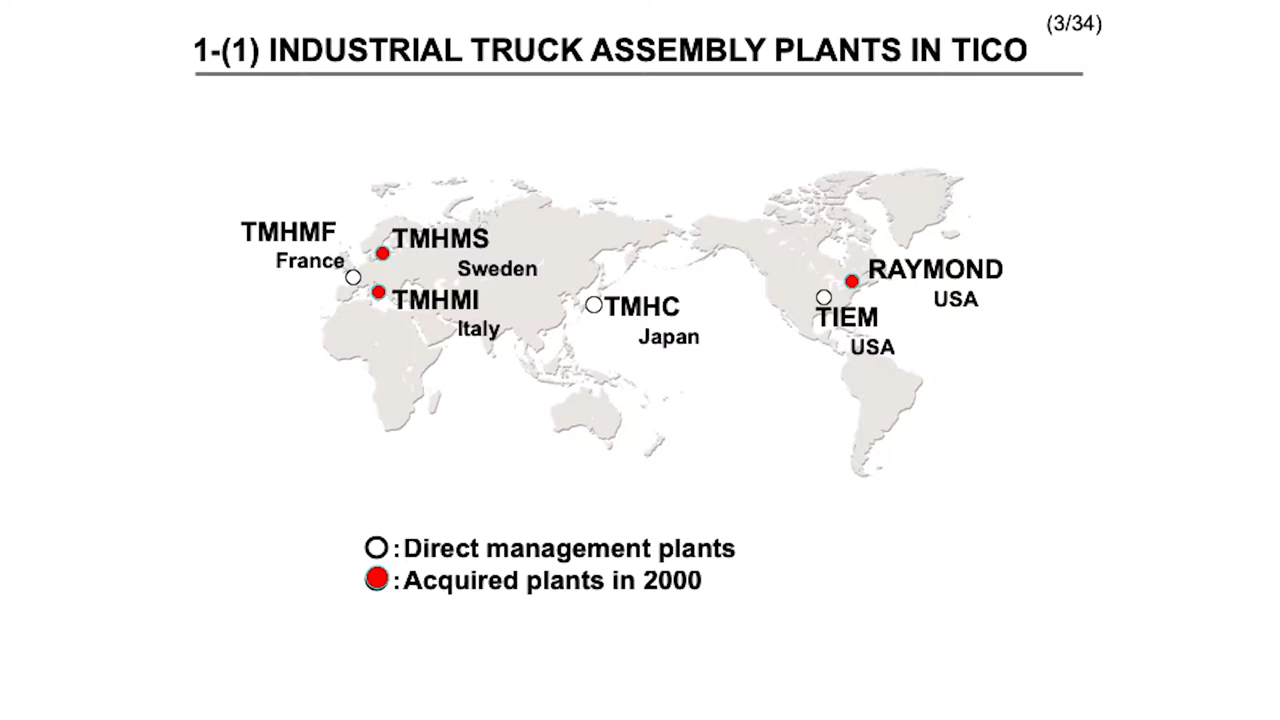 (3/34)
1-(1) INDUSTRIAL TRUCK ASSEMBLY PLANTS IN TICO
TMHMF
France
TMHMS
Sweden
TMHMI
Italy
TMHC
Japan
RAYMOND
USA
TIEM
USA
: Direct management plants
: Acquired plants in 2000